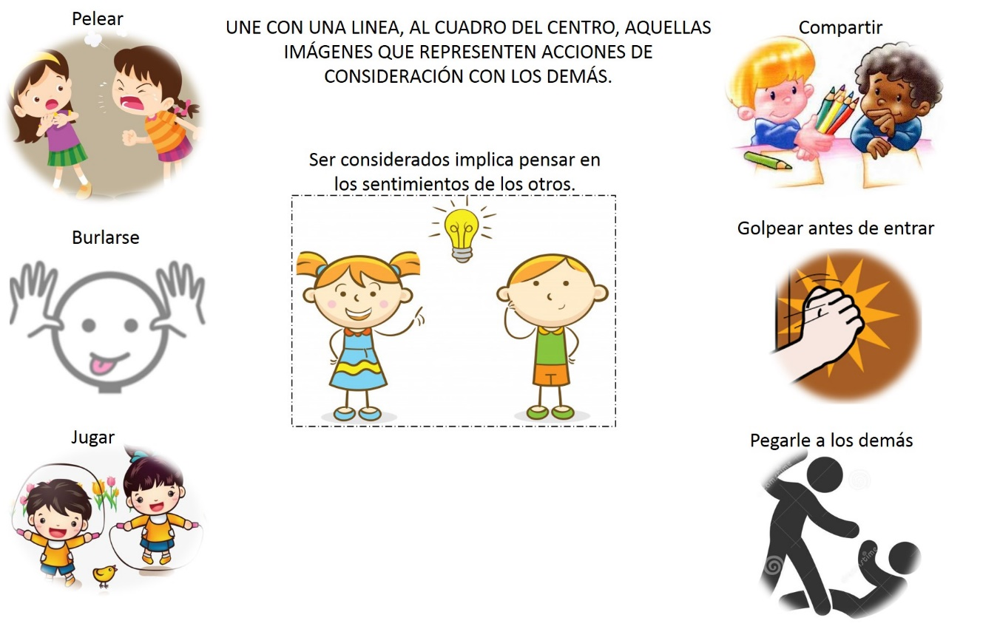 Pelear
UNE CON UNA LINEA, AL CUADRO DEL CENTRO, AQUELLAS
IMÁGENES QUE REPRESENTEN ACCIONES DE
CONSIDERACIÓN CON LOS DEMÁS.
Compartir
Ser considerados implica pensar en
los sentimientos de los otros.
Burlarse
Golpear antes de entrar
Jugar
Pegarle a los demás